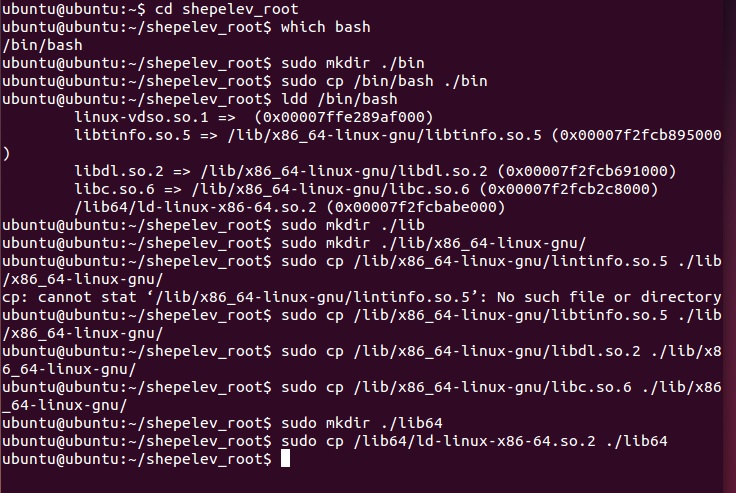 ubuntu@ubuntu:~$ cd shepelev_root
ubuntu@ubuntu:~/shepelev_root$ which bash
/bin/bash
ubuntu@ubuntu:~/shepelev_root$ sudo mkdir ./bin
ubuntu@ubuntu:~/shepelev_root$ sudo cp /bin/bash ./bin
ubuntu@ubuntu:~/shepelev_root$ ldd /bin/bash
        linux-vdso.so.1 =>  (0x00007ffe289af000)
        libtinfo.so.5 => /lib/x86_64-linux-gnu/libtinfo.so.5 (0x00007f2fcb895000
)
        libdl.so.2 => /lib/x86_64-linux-gnu/libdl.so.2 (0x00007f2fcb691000)
        libc.so.6 => /lib/x86_64-linux-gnu/libc.so.6 (0x00007f2fcb2c8000)
        /lib64/ld-linux-x86-64.so.2 (0x00007f2fcbabe000)
ubuntu@ubuntu:~/shepelev_root$ sudo mkdir ./lib
ubuntu@ubuntu:~/shepelev_root$ sudo mkdir ./lib/x86_64-linux-gnu/
ubuntu@ubuntu:~/shepelev_root$ sudo cp /lib/x86_64-linux-gnu/lintinfo.so.5 ./lib
/x86_64-linux-gnu/
cp: cannot stat ‘/lib/x86_64-linux-gnu/lintinfo.so.5’: No such file or directory
ubuntu@ubuntu:~/shepelev_root$ sudo cp /lib/x86_64-linux-gnu/libtinfo.so.5 ./lib
/x86_64-linux-gnu/
ubuntu@ubuntu:~/shepelev_root$ sudo cp /lib/x86_64-linux-gnu/libdl.so.2 ./lib/x8
6_64-linux-gnu/
ubuntu@ubuntu:~/shepelev_root$ sudo cp /lib/x86_64-linux-gnu/libc.so.6 ./lib/x86
_64-linux-gnu/
ubuntu@ubuntu:~/shepelev_root$ sudo mkdir ./lib64
ubuntu@ubuntu:~/shepelev_root$ sudo cp /lib64/ld-linux-x86-64.so.2 ./lib64
ubuntu@ubuntu:~/shepelev_root$